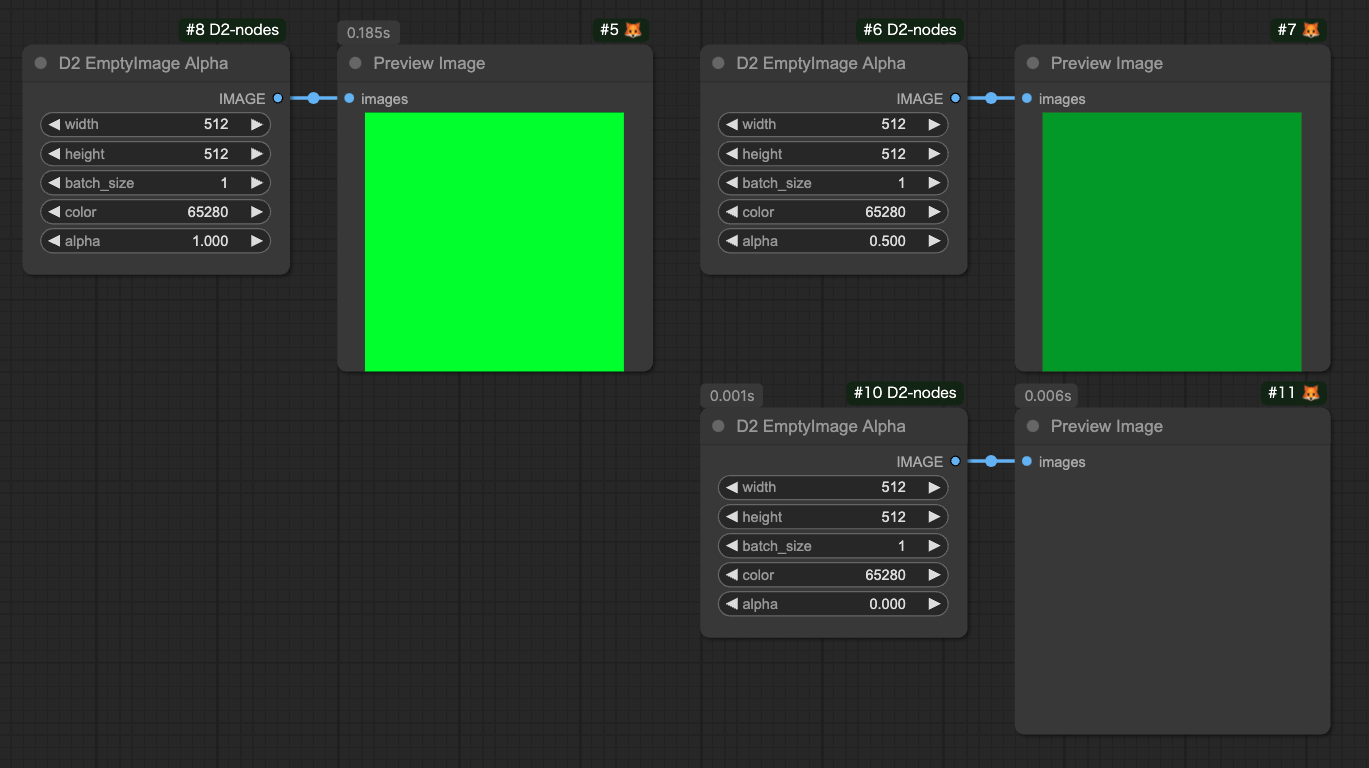 #8 D2-nodes
D2 EmptyImage Alpha
IMAGE
width 512
height 512
batch_size 1
color 65280
alpha 1.000
0.185s
#5 🦊
Preview Image
images
#6 D2-nodes
D2 EmptyImage Alpha
IMAGE
width 512
height 512
batch_size 1
color 65280
alpha 0.500
#7 🦊
Preview Image
images
0.001s
#10 D2-nodes
D2 EmptyImage Alpha
IMAGE
width 512
height 512
batch_size 1
color 65280
alpha 0.000
0.006s
#11 🦊
Preview Image
images